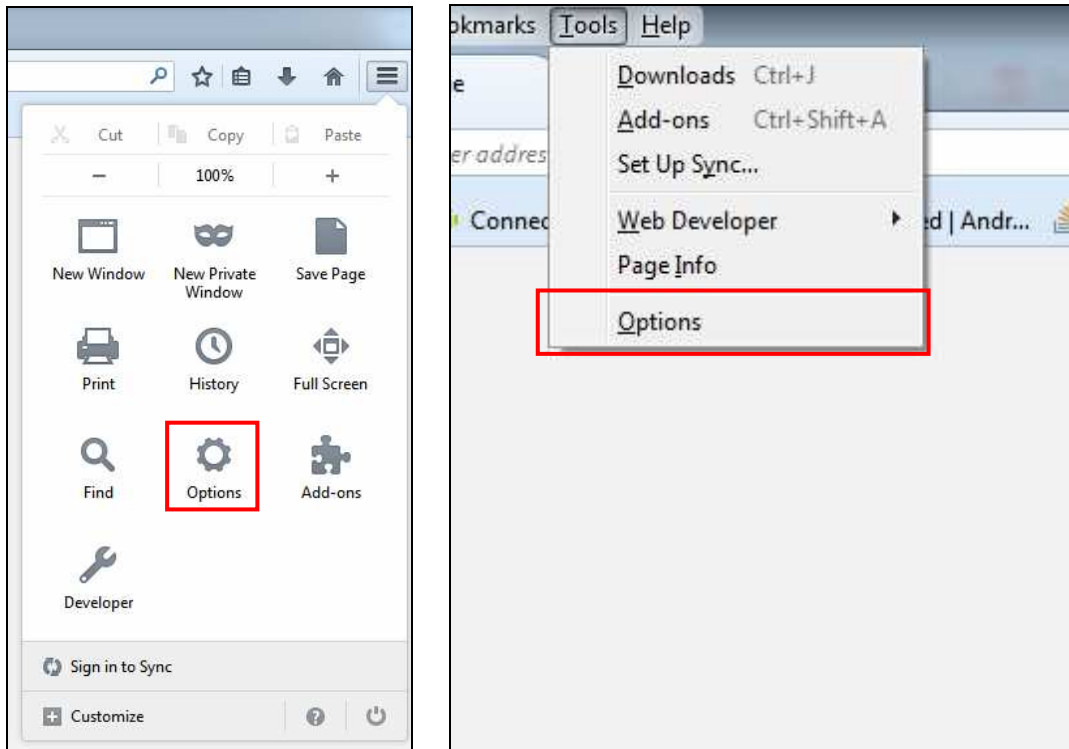 Cut Copy Paste
− 100% +
New Window New Private Window Save Page
Print History Full Screen
Find Options Add-ons
Developer
Sign in to Sync
Customize
okmarks Tools Help
e
er addres
Connec
ed | Andr...
Downloads Ctrl+J
Add-ons Ctrl+Shift+A
Set Up Sync...
Web Developer
Page Info
Options